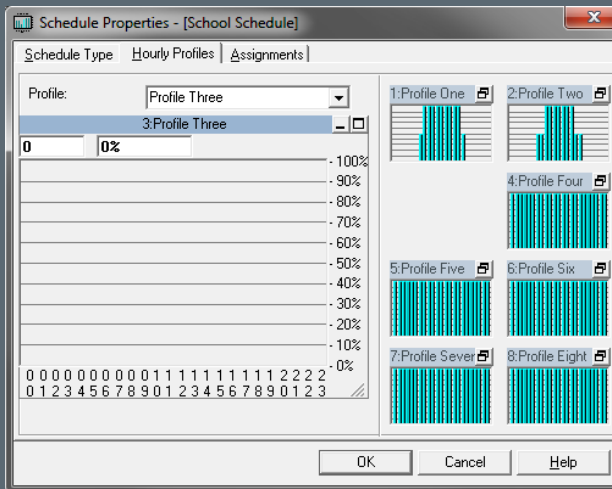 Schedule Properties - [School Schedule]
Schedule Type Hourly Profiles Assignments
Profile: Profile Three
3:Profile Three
0 0%
100%
90%
80%
70%
60%
50%
40%
30%
20%
10%
0%
0 0 0 0 0 0 0 0 0 0 1 1 1 1 1 1 1 1 1 1 2 2 2 2
0 1 2 3 4 5 6 7 8 9 0 1 2 3 4 5 6 7 8 9 0 1 2 3
1:Profile One 2:Profile Two
4:Profile Four
5:Profile Five 6:Profile Six
7:Profile Sever 8:Profile Eight
OK Cancel Help